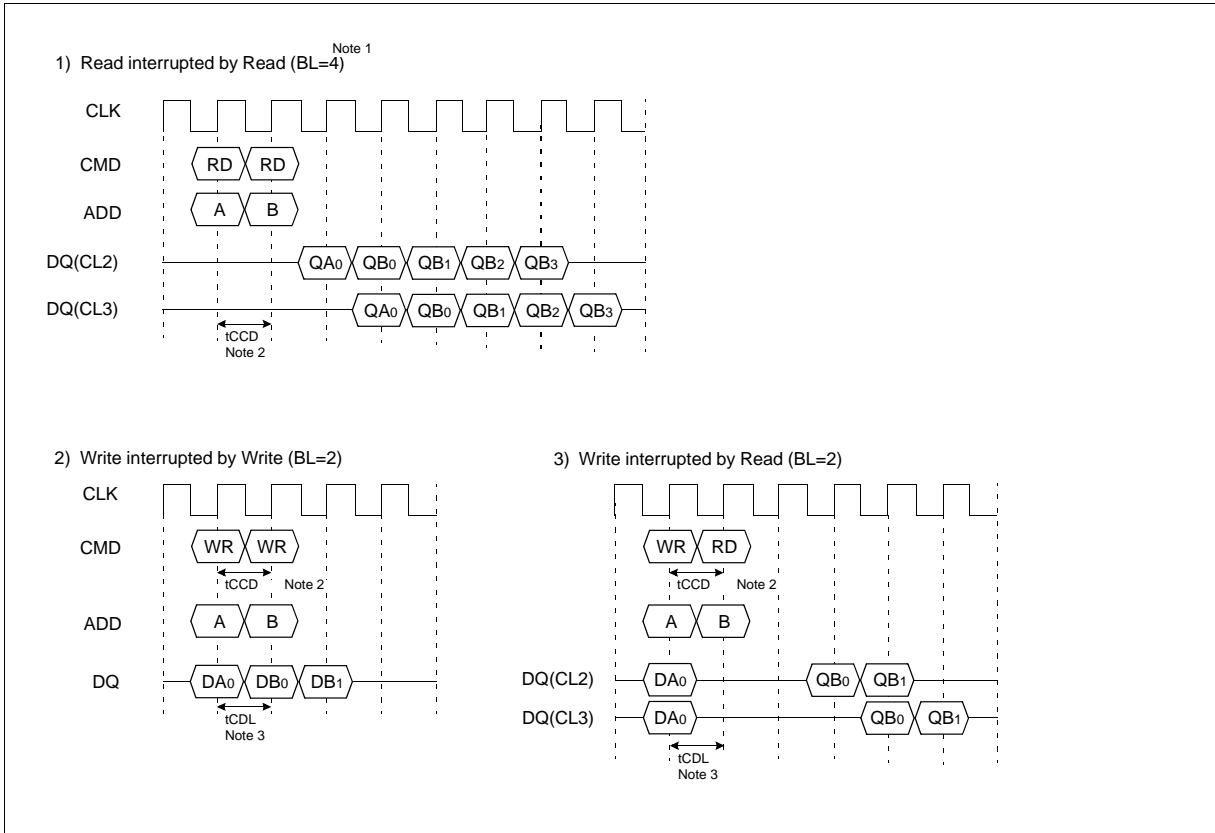 Note 1
1) Read interrupted by Read (BL=4)
CLK
CMD RD RD
ADD A B
DQ(CL2) QA0 QB0 QB1 QB2 QB3
DQ(CL3) QA0 QB0 QB1 QB2 QB3
tCCD
Note 2
2) Write interrupted by Write (BL=2)
CLK
CMD WR WR
tCCD Note 2
ADD A B
DQ DA0 DB0 DB1
tCDL
Note 3
3) Write interrupted by Read (BL=2)
WR RD
tCCD Note 2
A B
DQ(CL2) DA0 QB0 QB1
DQ(CL3) DA0 QB0 QB1
tCDL
Note 3